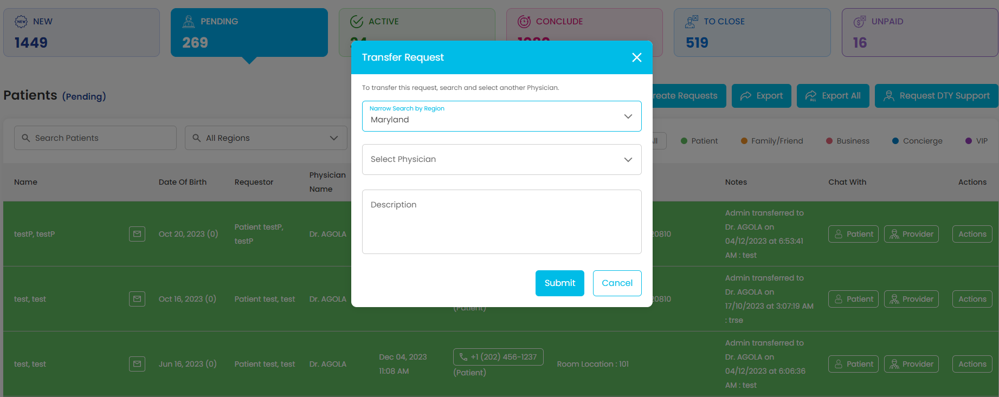 NEW
1449
PENDING
269
ACTIVE
CONCLUDE
TO CLOSE
519
UNPAID
16
Transfer Request
To transfer this request, search and select another Physician.
Narrow Search by Region
Maryland
Select Physician
Description
Submit
Cancel
Patients (Pending)
reate Requests
Export
Export All
Request DTY Support
Search Patients
All Regions
ll
Patient
Family/Friend
Business
Concierge
VIP
Name
Date Of Birth
Requestor
Physician
Name
Notes
Chat With
Actions
testP, testP
Oct 20, 2023 (0)
Patient testP,
testP
Dr. AGOLA
20810
Admin transferred to
Dr. AGOLA on
04/12/2023 at 6:53:41
AM : test
Patient
Provider
Actions
test, test
Oct 16, 2023 (0)
Patient test, test
Dr. AGOLA
(Patient)
20810
Admin transferred to
Dr. AGOLA on
17/10/2023 at 3:07:19 AM
: trse
Patient
Provider
Actions
test, test
Jun 16, 2023 (0)
Patient test, test
Dr. AGOLA
Dec 04, 2023
11:08 AM
+1 (202) 456-1237
(Patient)
Room Location : 101
Admin transferred to
Dr. AGOLA on
04/12/2023 at 6:06:36
AM : test
Patient
Provider
Actions